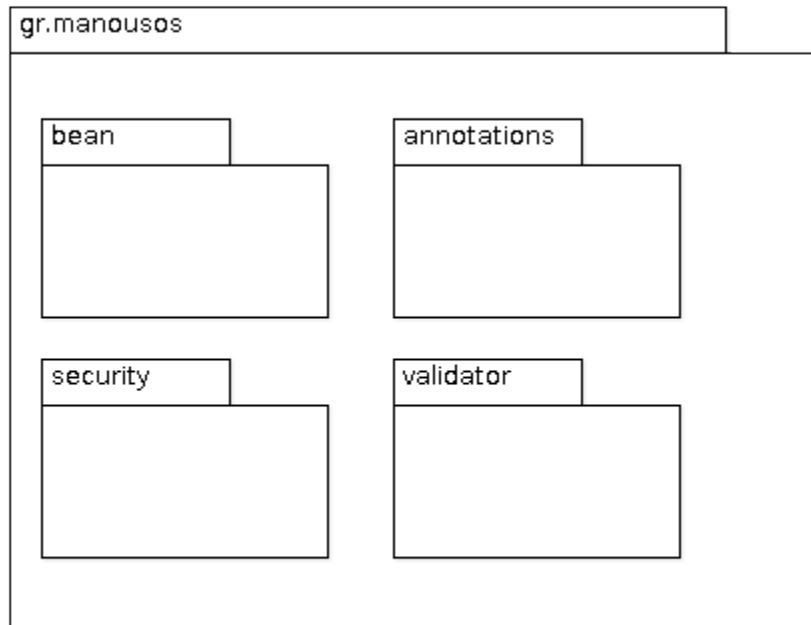 gr.manousos
bean
annotations
security
validator